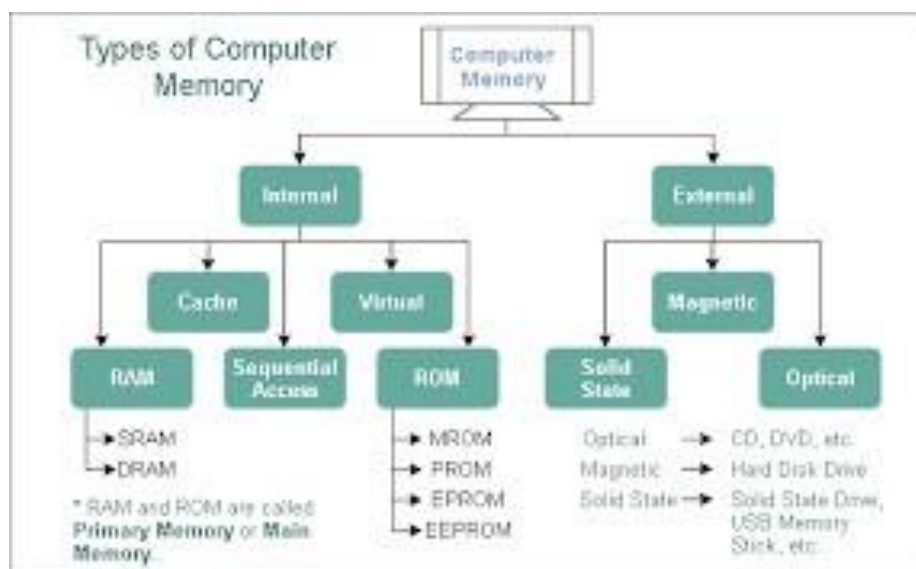 Types of Computer
Memory
Computer
Memory
Internal
External
Cache
Virtual
Magnetic
RAM
Sequential
Access
ROM
Solid
State
Optical
SRAM
DRAM
MROM
PROM
EPROM
EEPROM
* RAM and ROM are called
Primary Memory or Main
Memory.
Optical CD, DVD, etc.
Magnetic Hard Disk Drive
Solid State Solid State Drive,
USB Memory
Stick, etc.